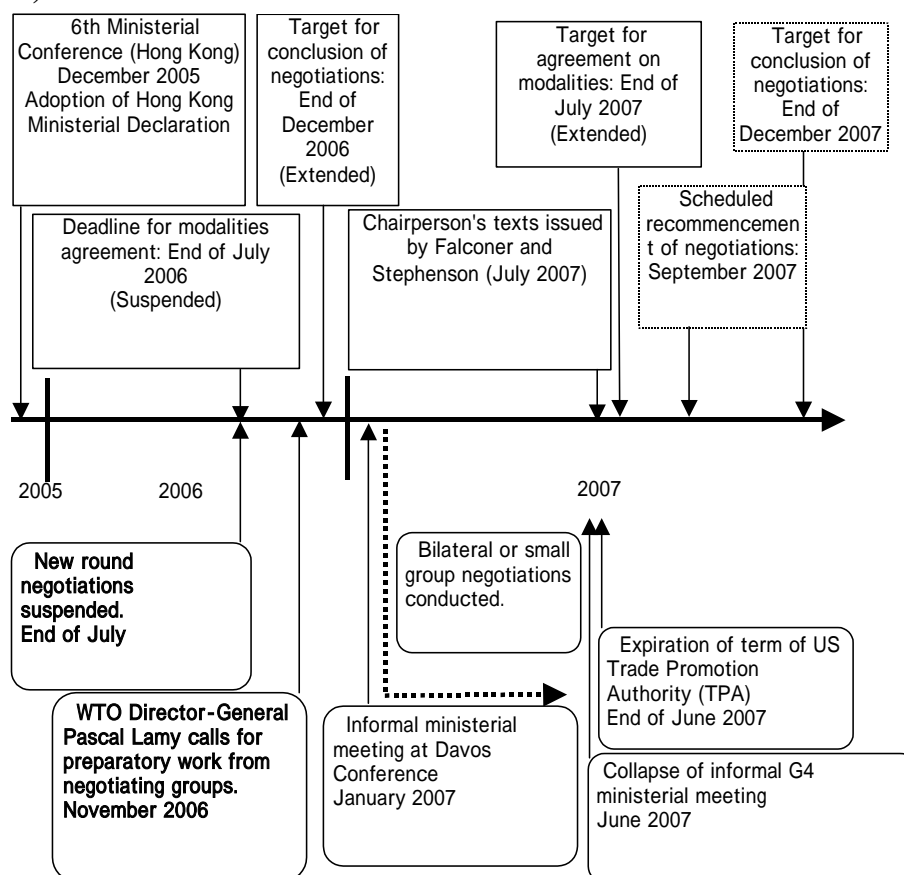 6th Ministerial
Conference (Hong Kong)
December 2005
Adoption of Hong Kong
Ministerial Declaration
Target for
conclusion of
negotiations:
End of
December
2006
(Extended)
Target for
agreement on
modalities: End of
July 2007
(Extended)
Target for
conclusion of
negotiations:
End of
December 2007
Deadline for modalities
agreement: End of July
2006
(Suspended)
Chairperson's texts issued
by Falconer and
Stephenson (July 2007)
Scheduled
recommencemen
t of negotiations:
September 2007
2005
2006
2007
New round
negotiations
suspended.
End of July
Bilateral or small
group negotiations
conducted.
Expiration of term of US
Trade Promotion
Authority (TPA)
End of June 2007
WTO Director-General
Pascal Lamy calls for
preparatory work from
negotiating groups.
November 2006
Informal ministerial
meeting at Davos
Conference
January 2007
Collapse of informal G4
ministerial meeting
June 2007